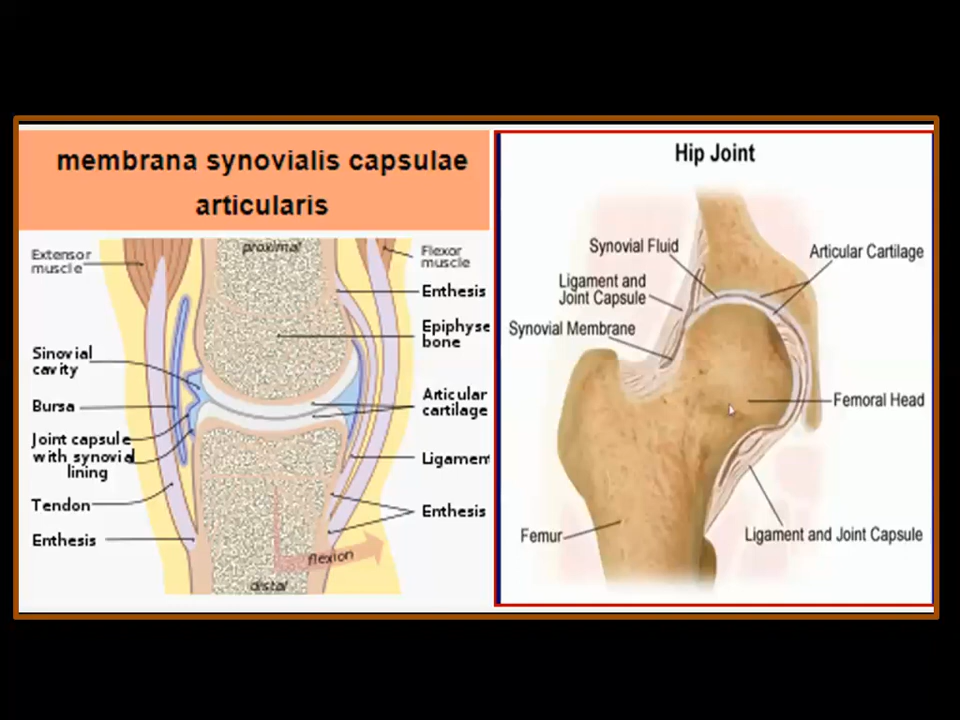 membrana synovialis capsulae
articularis
proximal
Extensor
muscle
Flexor
muscle
Enthesis
Epiphyse
bone
Sinovial
cavity
Bursa
Articular
cartilage
Joint capsule
with synovial
lining
Ligament
Tendon
Enthesis
Enthesis
flexion
distal
Hip Joint
Synovial Fluid
Articular Cartilage
Ligament and
Joint Capsule
Synovial Membrane
Femoral Head
Femur
Ligament and Joint Capsule